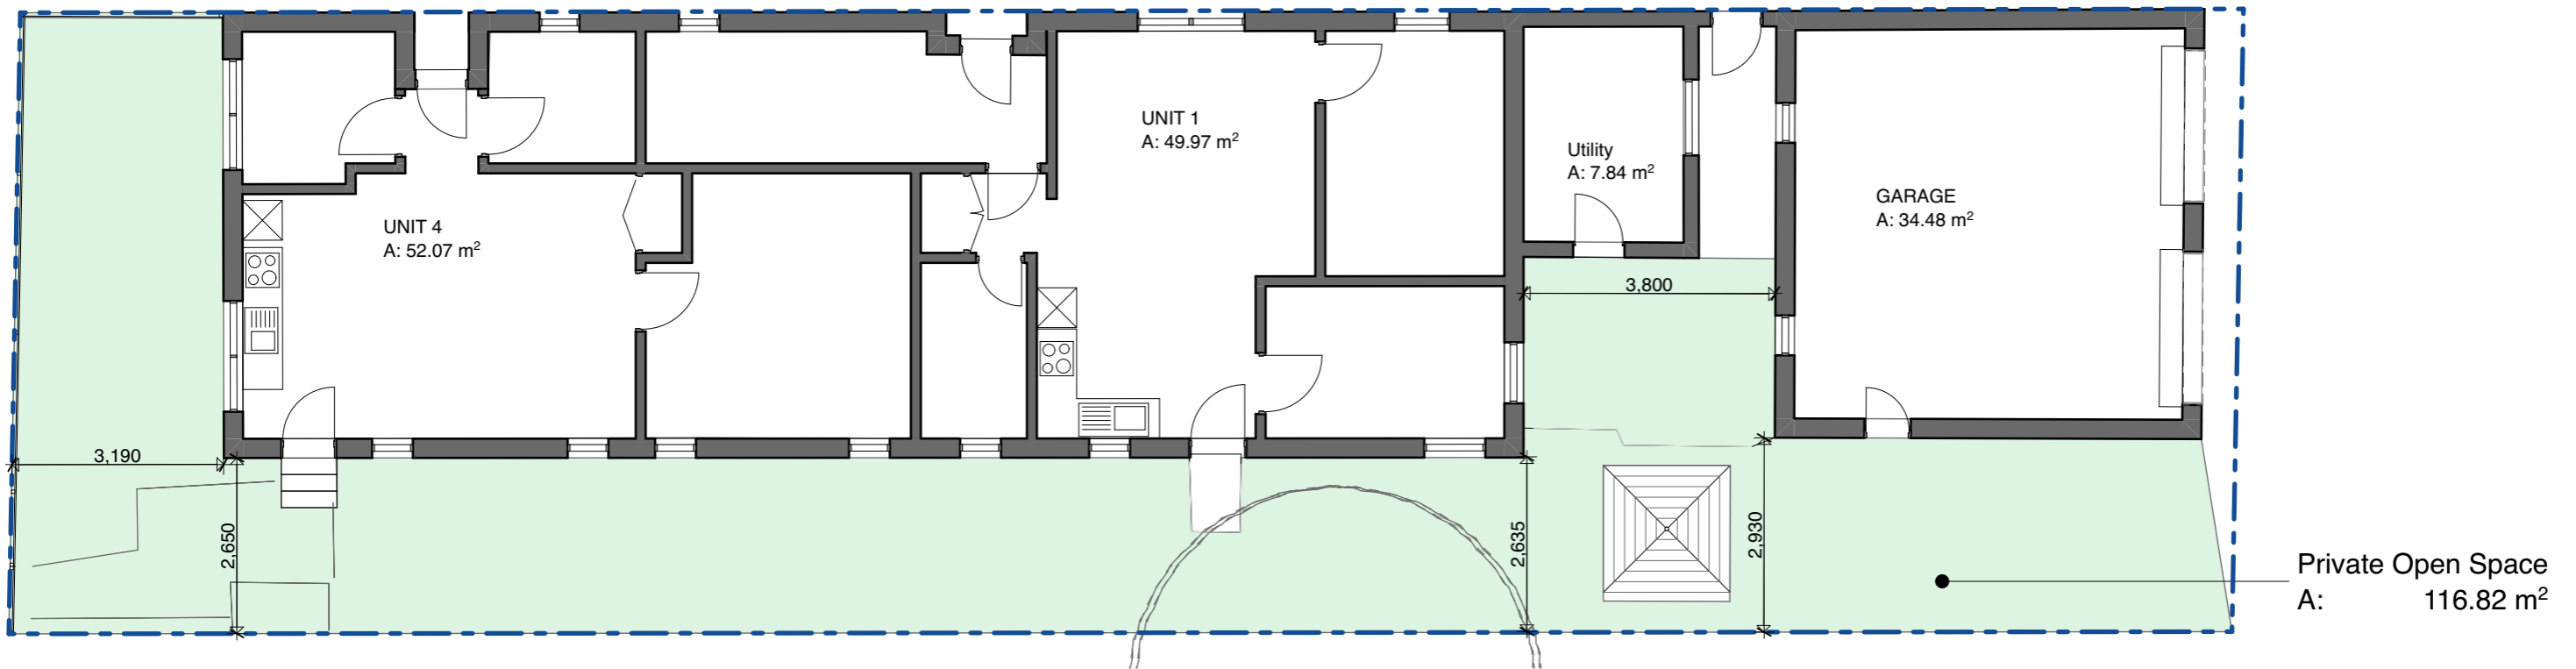 UNIT 1
A: 49.97 m²
Utility
A: 7.84 m²
GARAGE
A: 34.48 m²
UNIT 4
A: 52.07 m²
3,800
3,190
2,650
2,635
2,930
Private Open Space
A: 116.82 m²